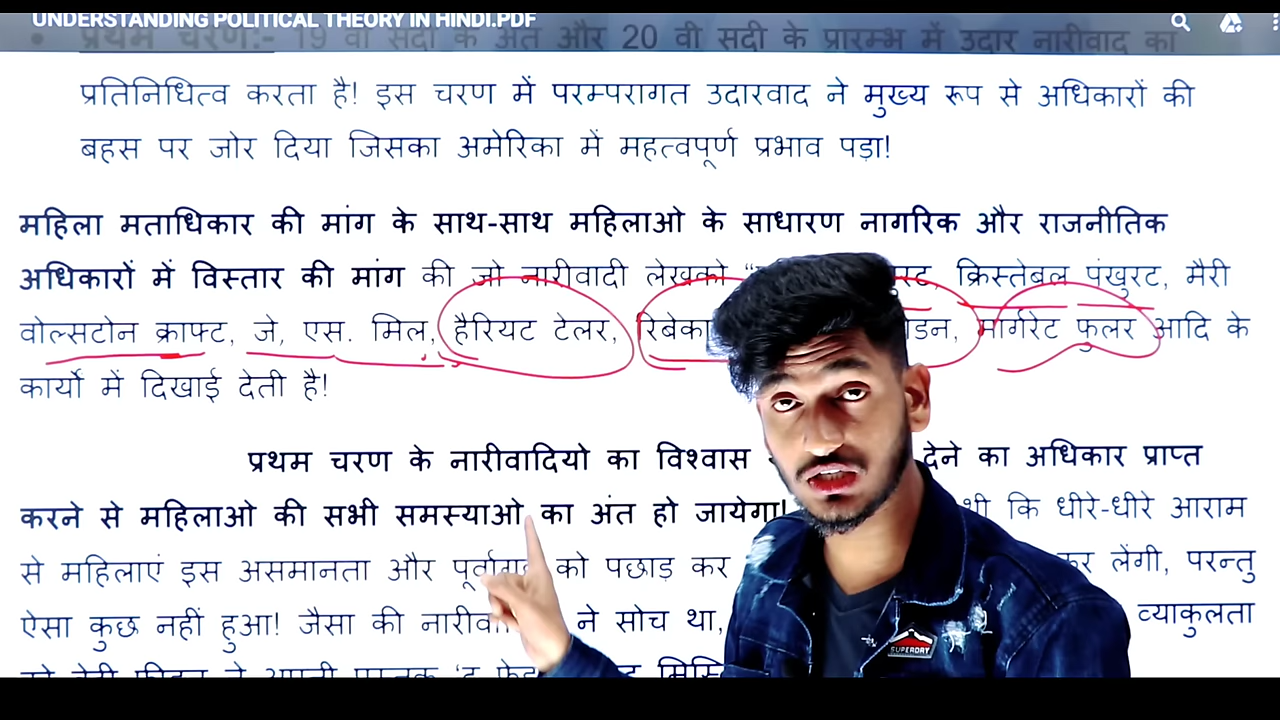 UNDERSTANDING POLITICAL THEORY IN HINDI.PDF
• प्रथम चरण:- 19 वी सदी के अंत और 20 वी सदी के प्रारम्भ में उदार नारीवाद का
प्रतिनिधित्व करता है! इस चरण में परम्परागत उदारवाद ने मुख्य रूप से अधिकारों की
बहस पर जोर दिया जिसका अमेरिका में महत्वपूर्ण प्रभाव पड़ा!
महिला मताधिकार की मांग के साथ-साथ महिलाओ के साधारण नागरिक और राजनीतिक
अधिकारों में विस्तार की मांग की जो नारीवादी लेखको क्रिस्तेबल पंखुरट, मैरी
वोल्सटोन क्राफ्ट, जे, एस. मिल, हैरियट टेलर, रिबेका मार्गरेट फुलर आदि के
कार्यो में दिखाई देती है!
प्रथम चरण के नारीवादियो का विश्वास देने का अधिकार प्राप्त
करने से महिलाओ की सभी समस्याओ का अंत हो जायेगा! कि धीरे-धीरे आराम
से महिलाएं इस असमानता और को पछाड़ कर कर लेंगी, परन्तु
ऐसा कुछ नहीं हुआ! जैसा की ने सोच था, व्याकुलता
SUPERDRY